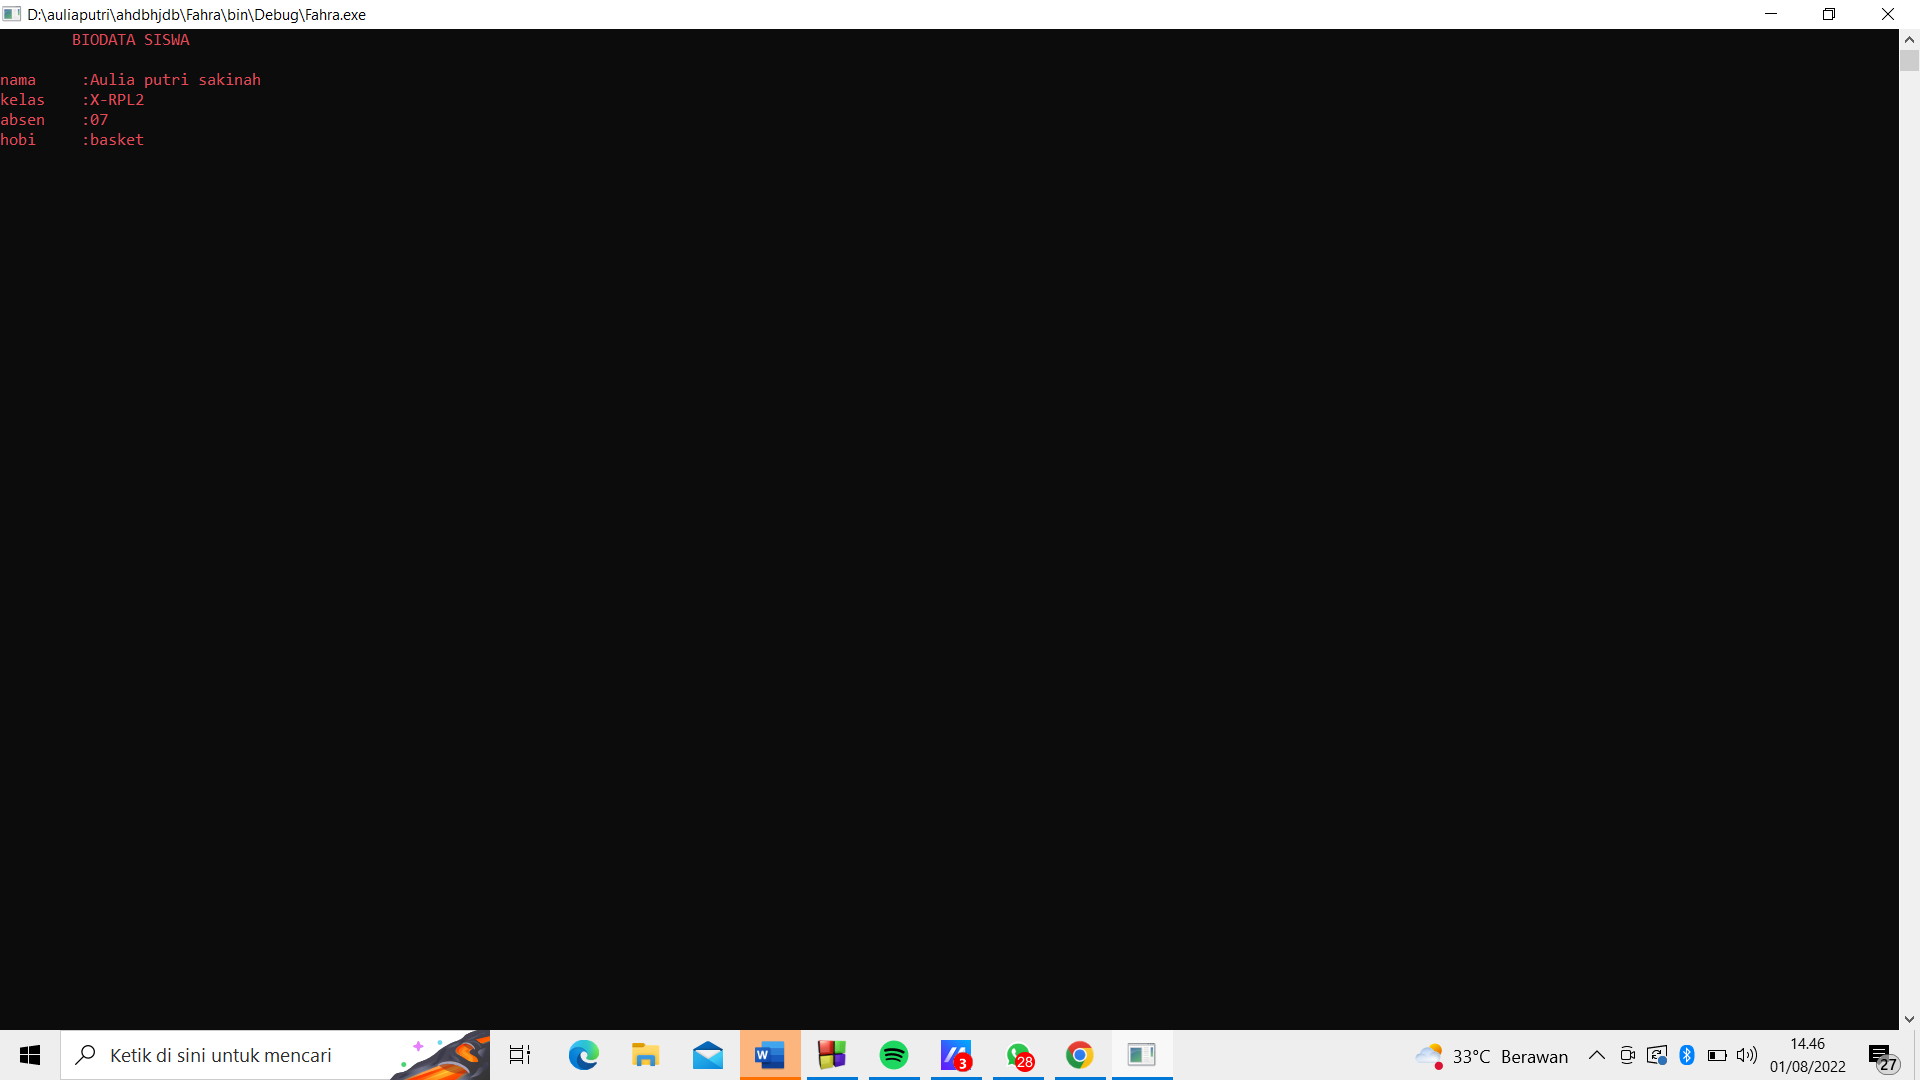 D:\auliaputri\ahdbhjdb\Fahra\bin\Debug\Fahra.exe
BIODATA SISWA
nama :Aulia putri sakinah
kelas :X-RPL2
absen :07
hobi :basket
Ketik di sini untuk mencari
W
3
28
33°C Berawan
14.46
01/08/2022
27